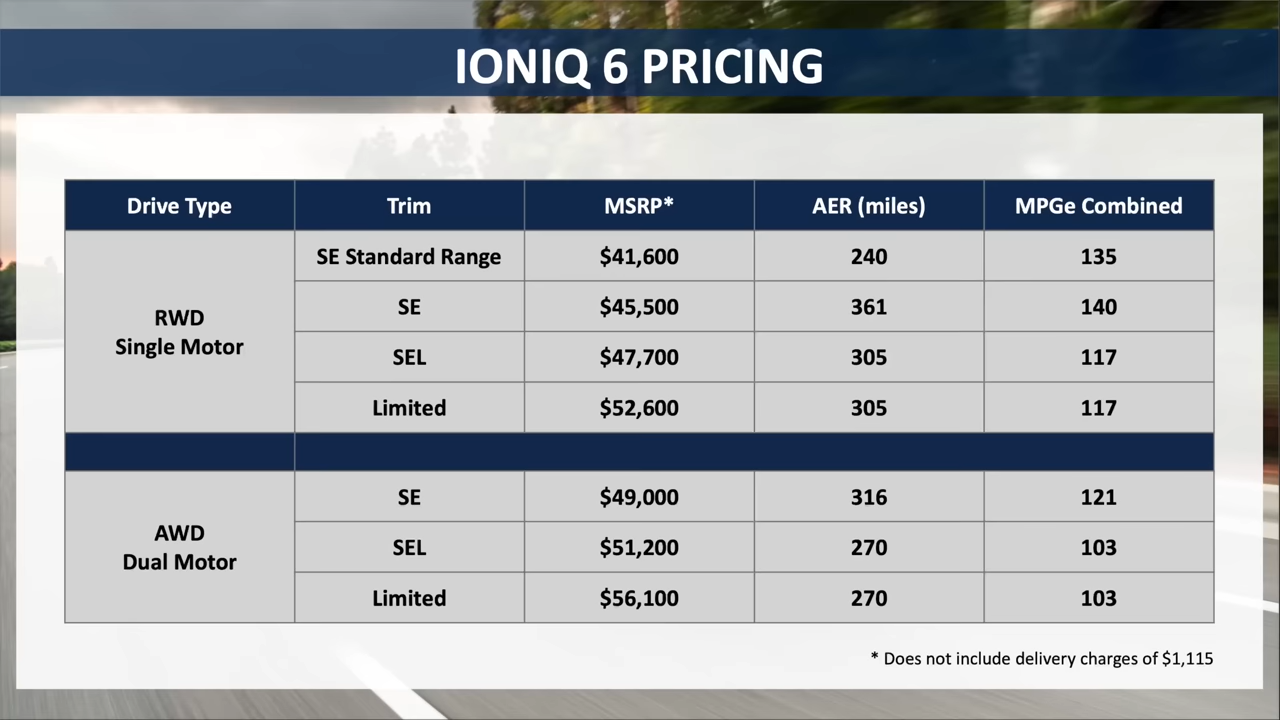 IONIQ 6 PRICING
Drive Type Trim MSRP* AER (miles) MPGe Combined
RWD
Single Motor
SE Standard Range $41,600 240 135
SE $45,500 361 140
SEL $47,700 305 117
Limited $52,600 305 117
AWD
Dual Motor
SE $49,000 316 121
SEL $51,200 270 103
Limited $56,100 270 103
* Does not include delivery charges of $1,115